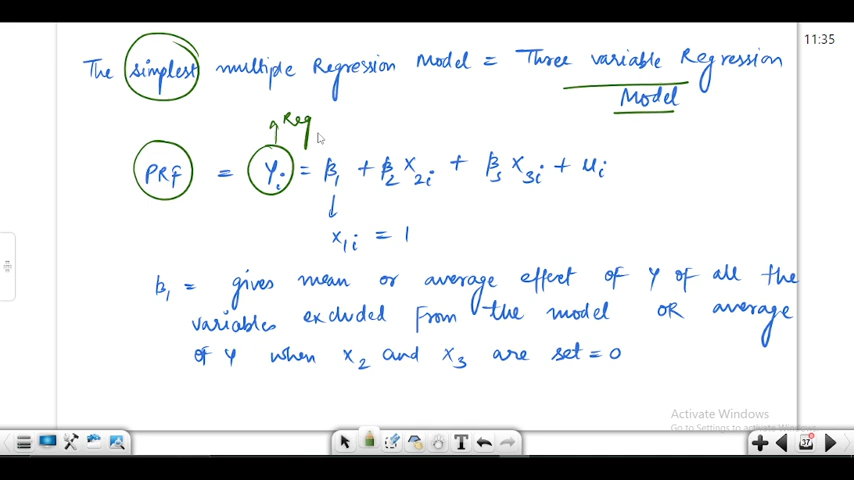 11:35
The simplest multiple Regression Model = Three variable Regression
Model
Reg
PRF = Yi = β1 + β2 X2i + β3 X3i + ui
X1i = 1
β1 = gives mean or average effect of Y of all the
variables excluded from the model OR average
of Y when X2 and X3 are set = 0
Activate Windows
Go to Settings to activate Windows.
37